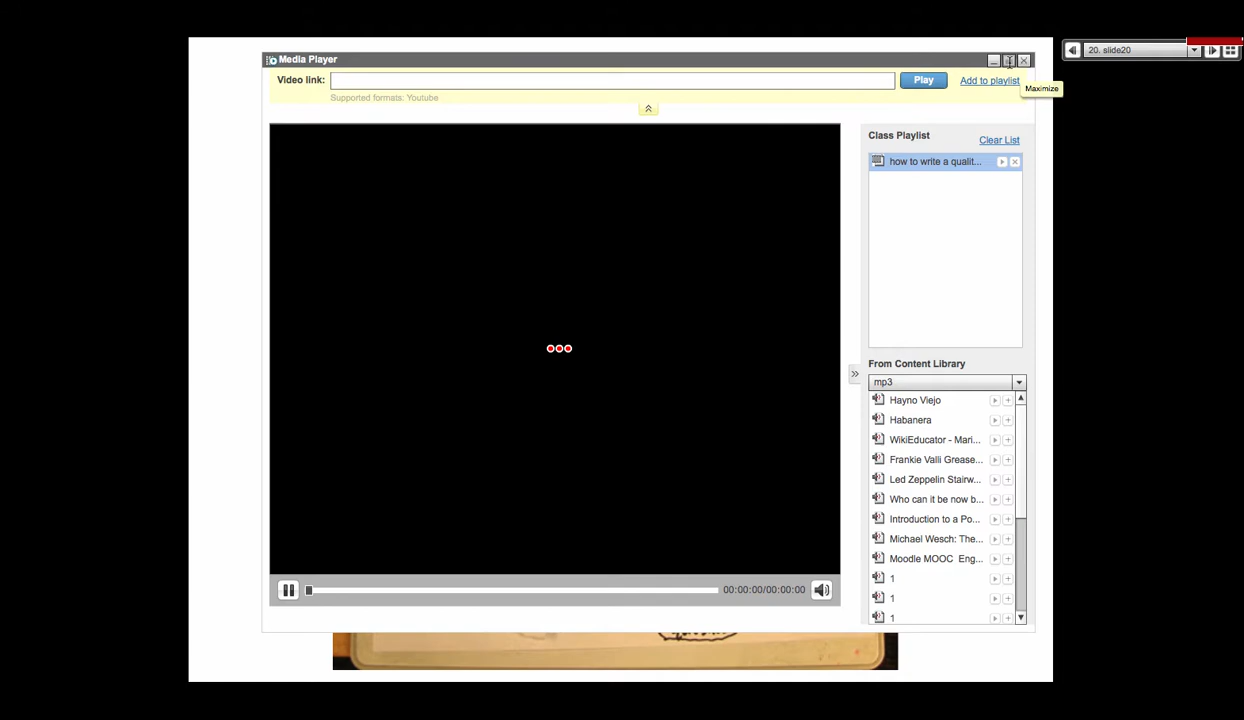 20. slide20
Media Player
Video link:
Play
Add to playlist
Maximize
Supported formats: Youtube
Class Playlist
Clear List
how to write a qualit...
From Content Library
mp3
Hayno Viejo
Habanera
WikiEducator - Mari...
Frankie Valli Grease...
Led Zeppelin Stairw...
Who can it be now b...
Introduction to a Po...
Michael Wesch: The...
Moodle MOOC Eng...
1
1
1
00:00:00/00:00:00